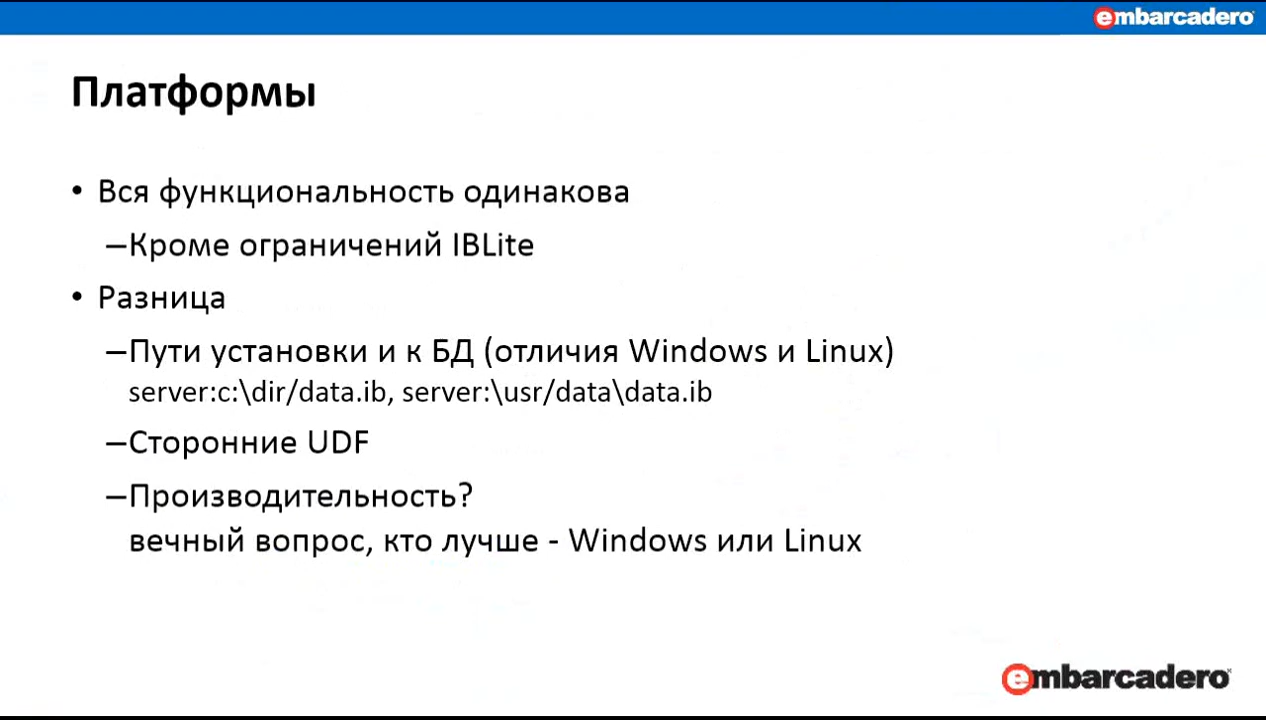 embarcadero
Платформы
• Вся функциональность одинакова
–Кроме ограничений IBLite
• Разница
–Пути установки и к БД (отличия Windows и Linux)
server:c:\dir/data.ib, server:\usr/data\data.ib
–Сторонние UDF
–Производительность?
вечный вопрос, кто лучше - Windows или Linux
embarcadero